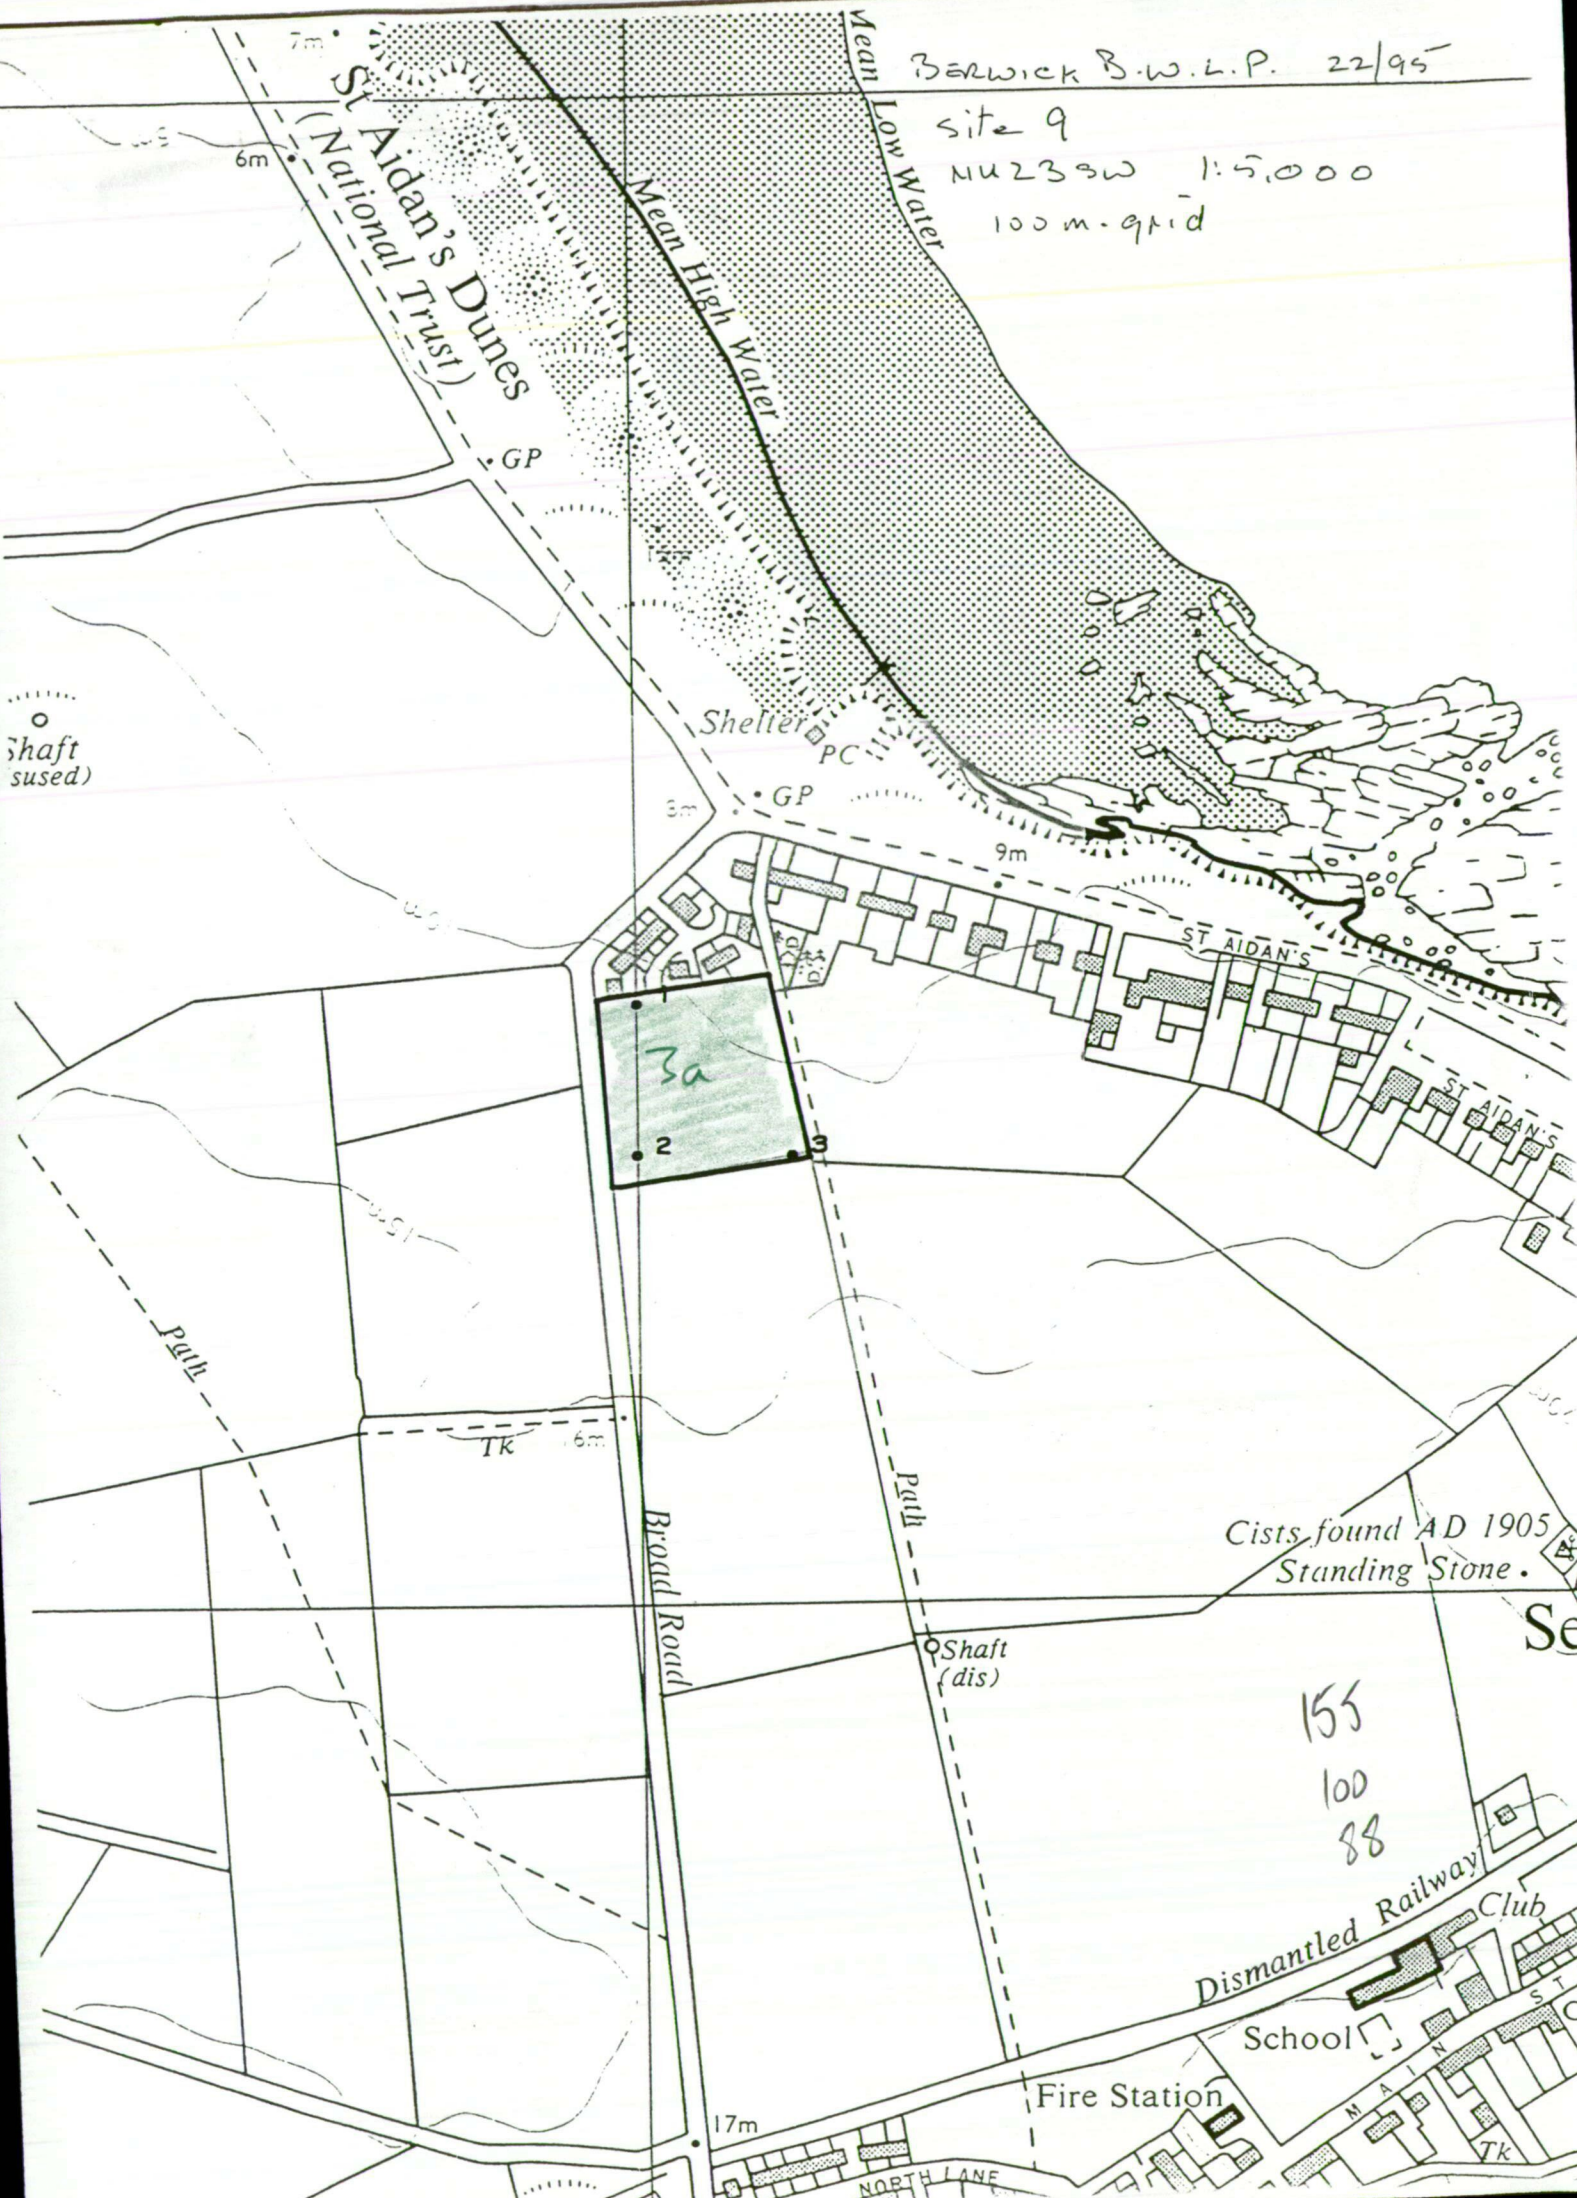 BERWICK B.W.L.P. 22/95
site 9
NU23SW 1:5,000
100 m. grid
7m
6m
St Aidan's Dunes
(National Trust)
Mean High Water
Mean Low Water
GP
Shaft
Shelter
PC
GP
9m
ST AIDAN'S
ST AIDAN'S
1
3a
2
3
15m
Path
Tk
6m
Broad Road
Path
Cists found AD 1905
Standing Stone
Se
Shaft
(dis)
155
100
88
Dismantled Railway
Club
School
MAIN ST
Fire Station
17m
NORTH LANE
Tk